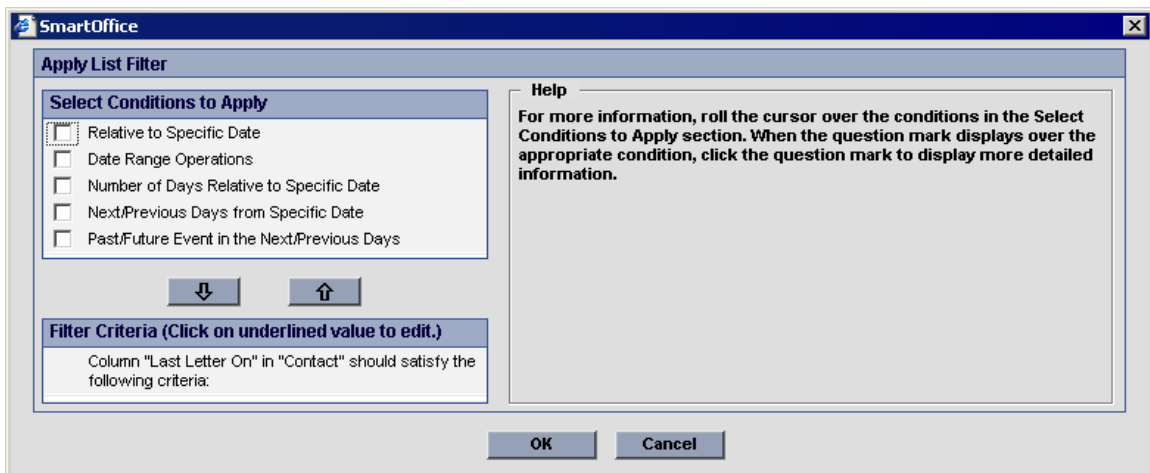 SmartOffice
Apply List Filter
Select Conditions to Apply
Relative to Specific Date
Date Range Operations
Number of Days Relative to Specific Date
Next/Previous Days from Specific Date
Past/Future Event in the Next/Previous Days
Filter Criteria (Click on underlined value to edit.)
Column "Last Letter On" in "Contact" should satisfy the
following criteria:
Help
For more information, roll the cursor over the conditions in the Select
Conditions to Apply section. When the question mark displays over the
appropriate condition, click the question mark to display more detailed
information.
OK
Cancel